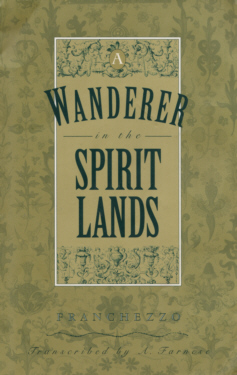 A
WANDERER
in the
SPIRIT
LANDS
FRANCHEZZO
Transcribed by A. Farnese